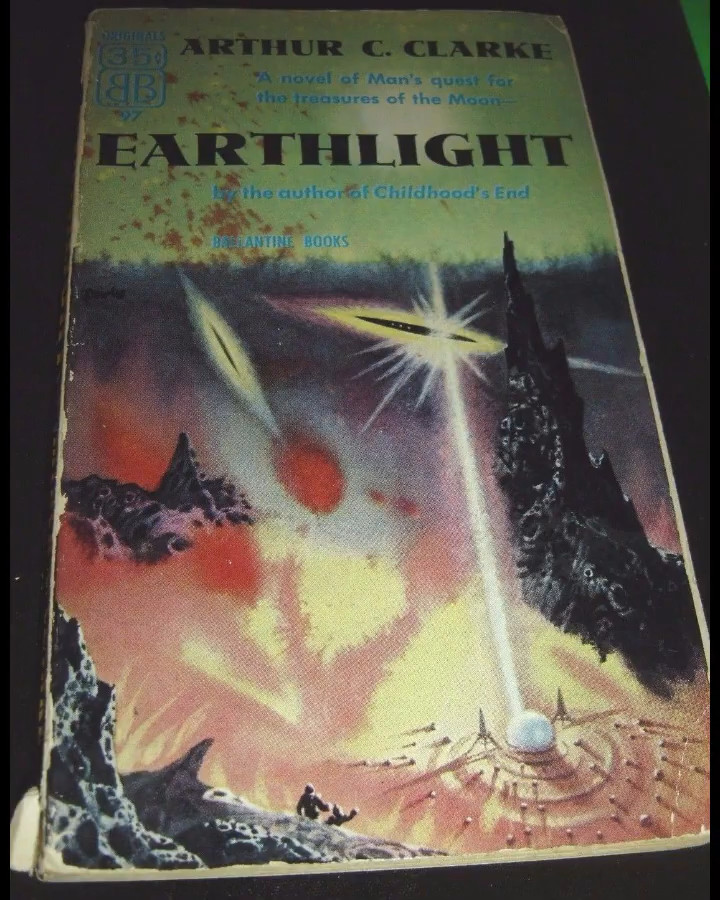 ORIGINALS
35¢
BB
97
ARTHUR C. CLARKE
A novel of Man's quest for
the treasures of the Moon—
EARTHLIGHT
by the author of Childhood's End
BALLANTINE BOOKS